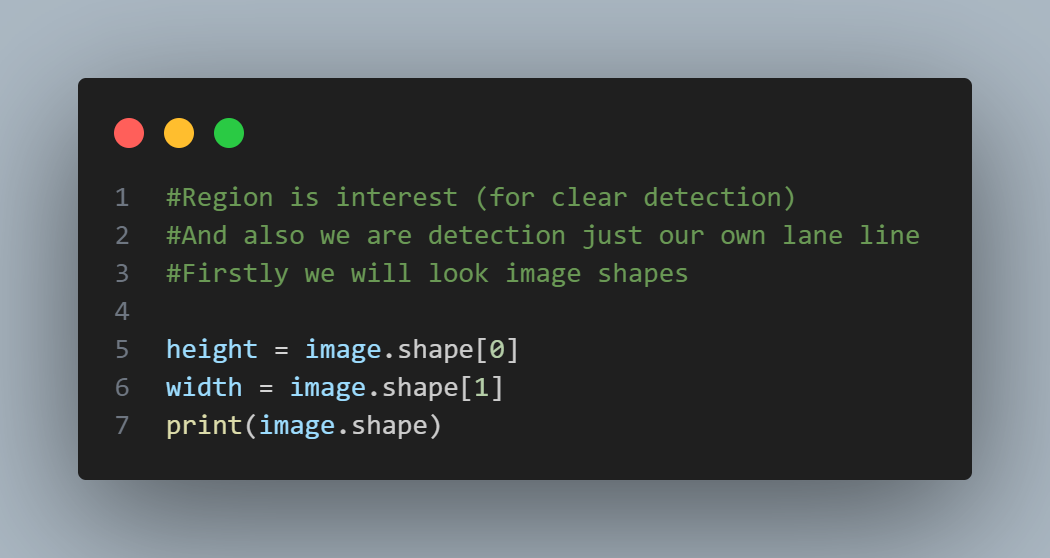 1 #Region is interest (for clear detection)
2 #And also we are detection just our own lane line
3 #Firstly we will look image shapes
4
5 height = image.shape[0]
6 width = image.shape[1]
7 print(image.shape)